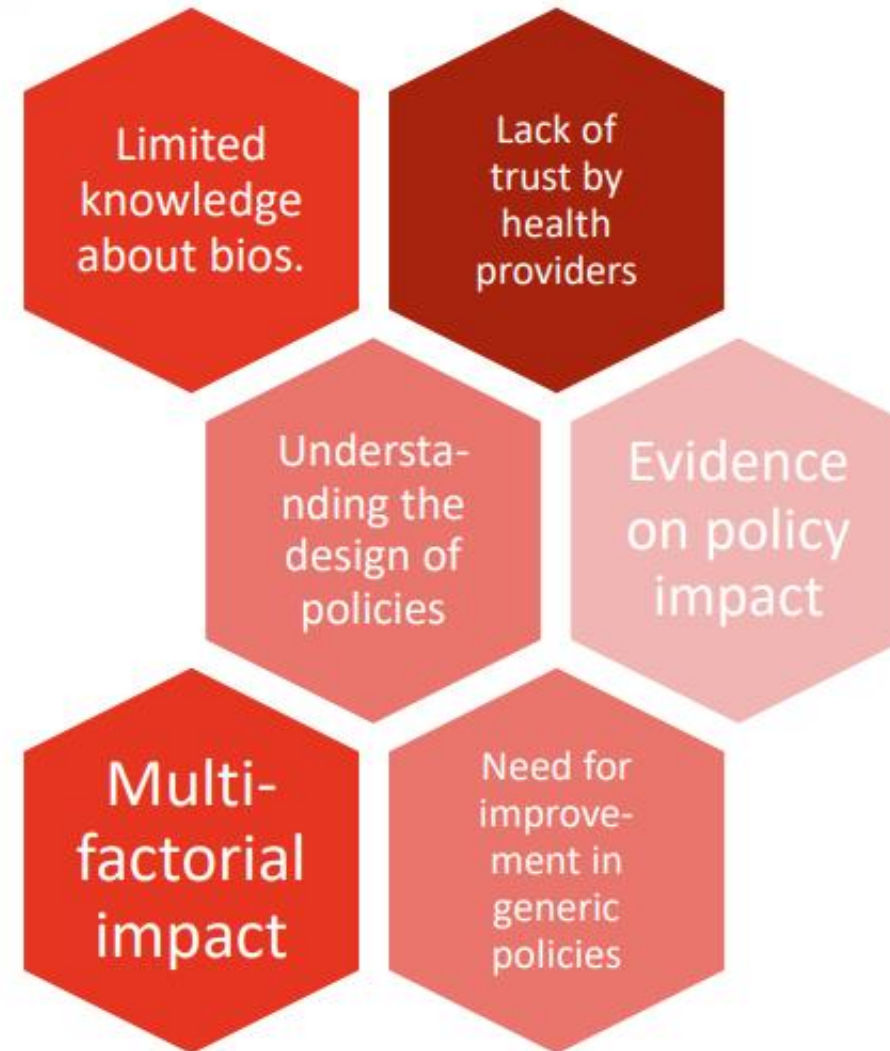 Limited
knowledge
about bios.
Lack of
trust by
health
providers
Understa-
nding the
design of
policies
Evidence
on policy
impact
Multi-
factorial
impact
Need for
improve-
ment in
generic
policies